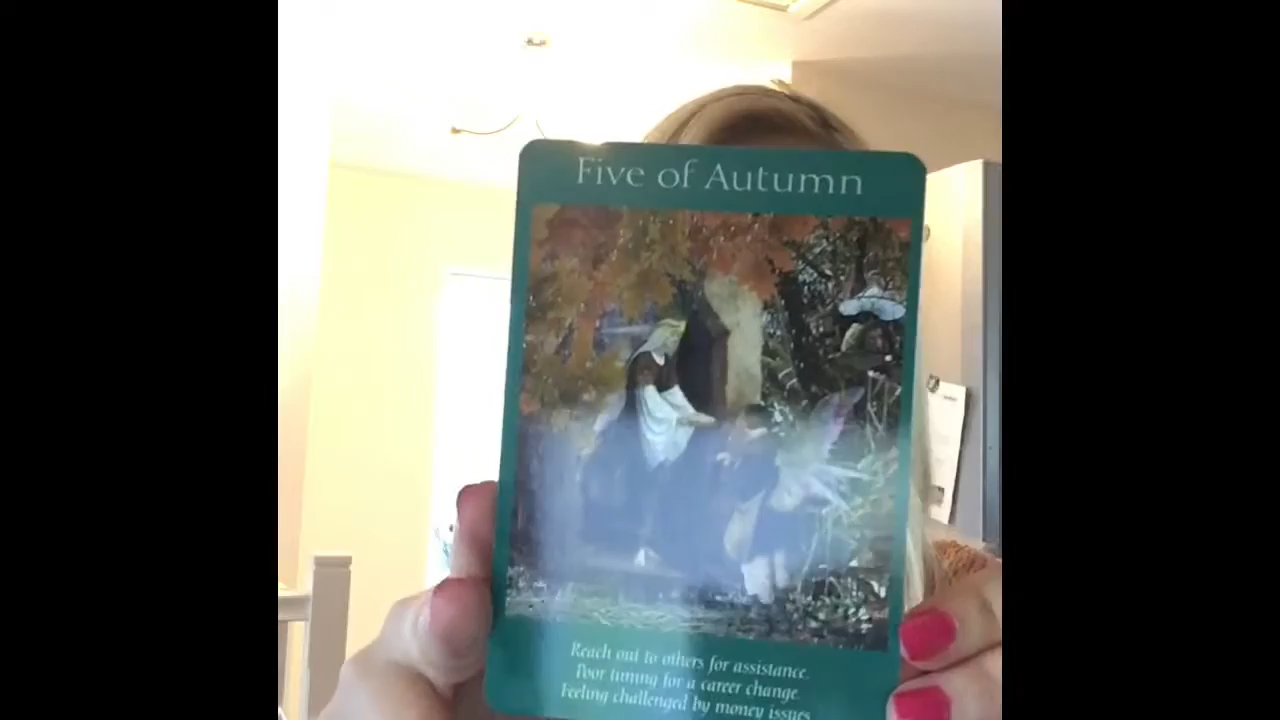 Five of Autumn
Reach out to others for assistance.
Poor timing for a career change.
Feeling challenged by money issues